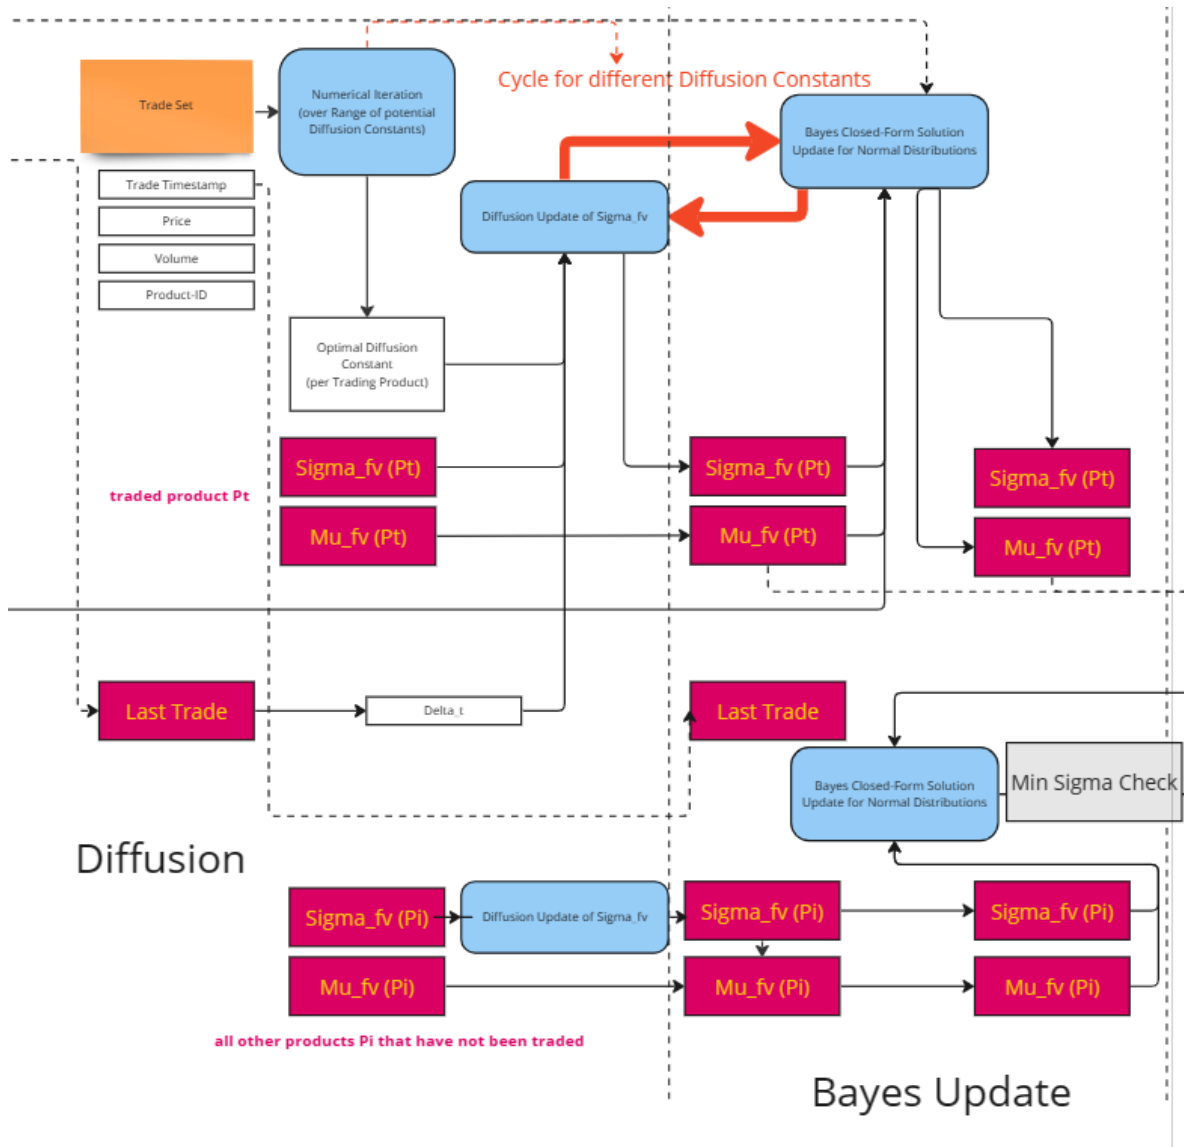 Cycle for different Diffusion Constants
Trade Set
Numerical Iteration
(over Range of potential
Diffusion Constants)
Bayes Closed-Form Solution
Update for Normal Distributions
Trade Timestamp
Price
Volume
Product-ID
Diffusion Update of Sigma_fv
Optimal Diffusion
Constant
(per Trading Product)
Sigma_fv (Pt)
Sigma_fv (Pt)
Sigma_fv (Pt)
traded product Pt
Mu_fv (Pt)
Mu_fv (Pt)
Mu_fv (Pt)
Last Trade
Delta_t
Last Trade
Bayes Closed-Form Solution
Update for Normal Distributions
Min Sigma Check
Diffusion
Sigma_fv (Pi)
Diffusion Update of Sigma_fv
Sigma_fv (Pi)
Sigma_fv (Pi)
Mu_fv (Pi)
Mu_fv (Pi)
Mu_fv (Pi)
all other products Pi that have not been traded
Bayes Update